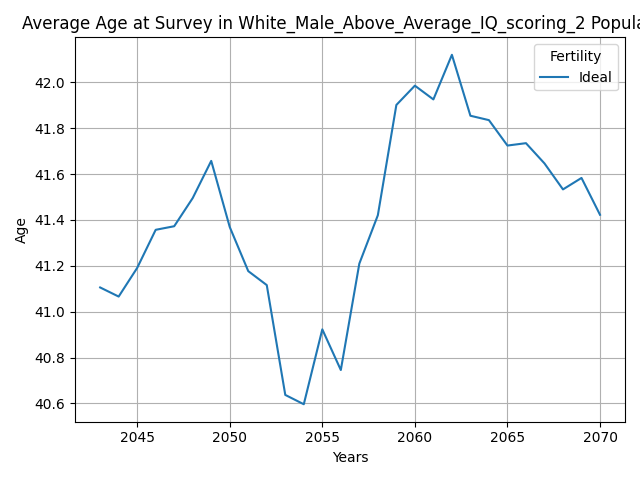 Average Age at Survey in White_Male_Above_Average_IQ_scoring_2 Popula
Fertility
Ideal
Age
42.0
41.8
41.6
41.4
41.2
41.0
40.8
40.6
2045 2050 2055 2060 2065 2070
Years